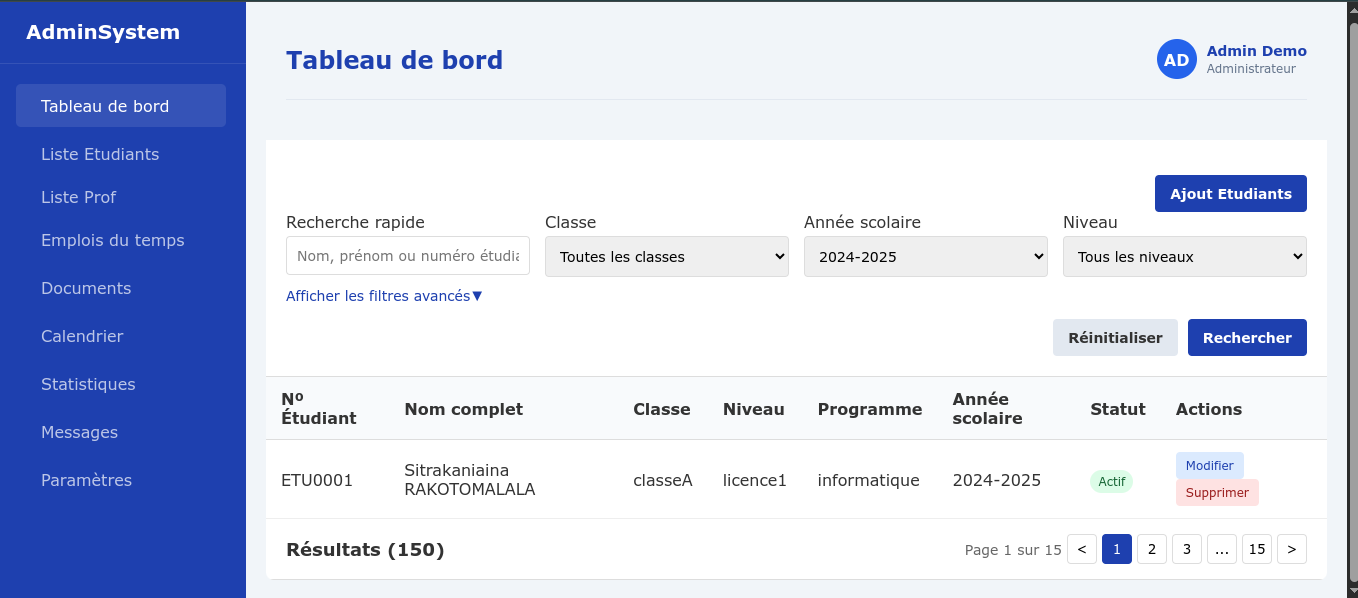 AdminSystem
Tableau de bord
Liste Etudiants
Liste Prof
Emplois du temps
Documents
Calendrier
Statistiques
Messages
Paramètres
Tableau de bord
AD
Admin Demo
Administrateur
Ajout Etudiants
Recherche rapide
Classe
Année scolaire
Niveau
Nom, prénom ou numéro étudi
Toutes les classes
2024-2025
Tous les niveaux
Afficher les filtres avancés▼
Réinitialiser
Rechercher
Nº
Étudiant
Nom complet
Classe
Niveau
Programme
Année
scolaire
Statut
Actions
ETU0001
Sitrakaniaina
RAKOTOMALALA
classeA
licence1
informatique
2024-2025
Actif
Modifier
Supprimer
Résultats (150)
Page 1 sur 15
<
1
2
3
...
15
>